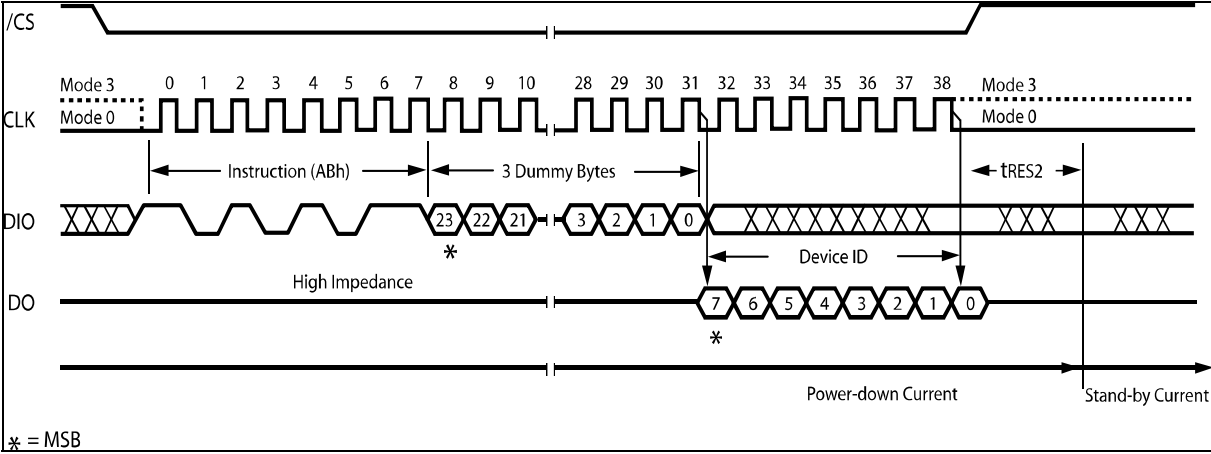 /CS
Mode 3 0 1 2 3 4 5 6 7 8 9 10 28 29 30 31 32 33 34 35 36 37 38 Mode 3
CLK Mode 0 Mode 0
Instruction (ABh) 3 Dummy Bytes tRES2
DIO 23 22 21 3 2 1 0
* Device ID
High Impedance
DO 7 6 5 4 3 2 1 0
*
Power-down Current Stand-by Current
* = MSB